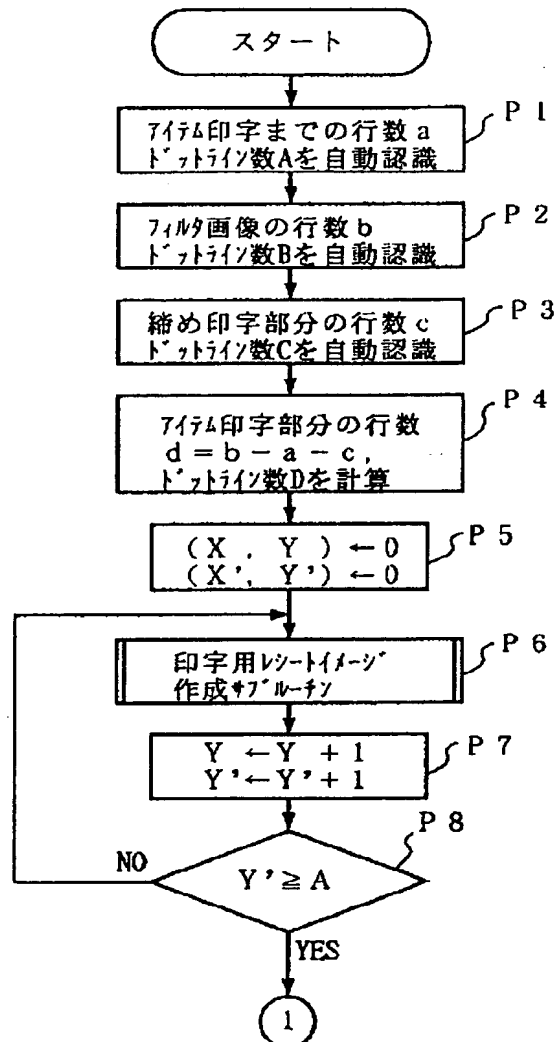 スタート
アイテム印字までの行数a
ドットライン数Aを自動認識
P 1
フィルタ画像の行数b
ドットライン数Bを自動認識
P 2
締め印字部分の行数c
ドットライン数Cを自動認識
P 3
アイテム印字部分の行数
d=b-a-c,
ドットライン数Dを計算
P 4
(X, Y)←0
(X', Y')←0
P 5
印字用レシートイメージ
作成サブルーチン
P 6
Y←Y+1
Y'←Y'+1
P 7
Y'≧A
P 8
NO
YES
1